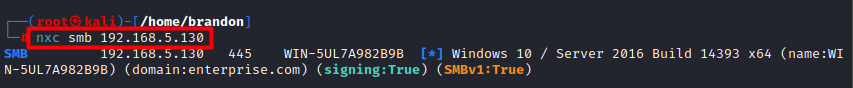 ┌──(root㉿kali)-[/home/brandon]
└─# nxc smb 192.168.5.130
SMB         192.168.5.130   445    WIN-5UL7A982B9B  [*] Windows 10 / Server 2016 Build 14393 x64 (name:WI
N-5UL7A982B9B) (domain:enterprise.com) (signing:True) (SMBv1:True)